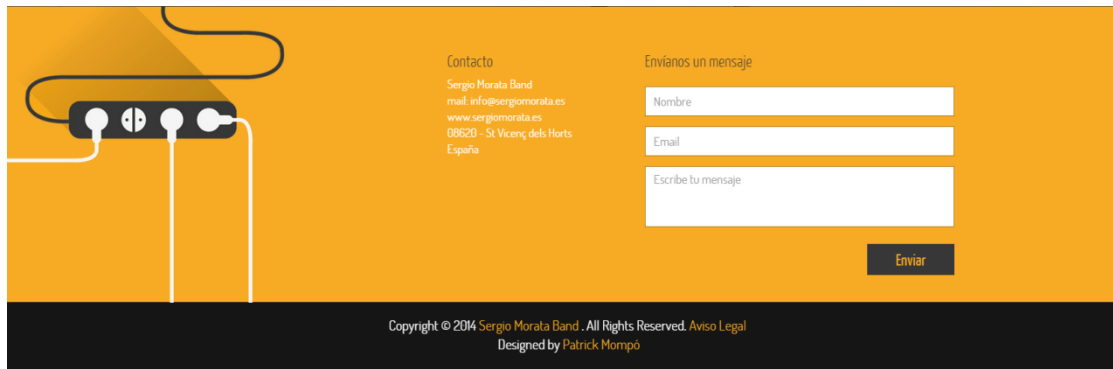 Contacto
Sergio Morata Band
mail: info@sergiomorata.es
www.sergiomorata.es
08620 - St Vicenç dels Horts
España
Envíanos un mensaje
Nombre
Email
Escribe tu mensaje
Enviar
Copyright © 2014 Sergio Morata Band . All Rights Reserved. Aviso Legal
Designed by Patrick Mompó